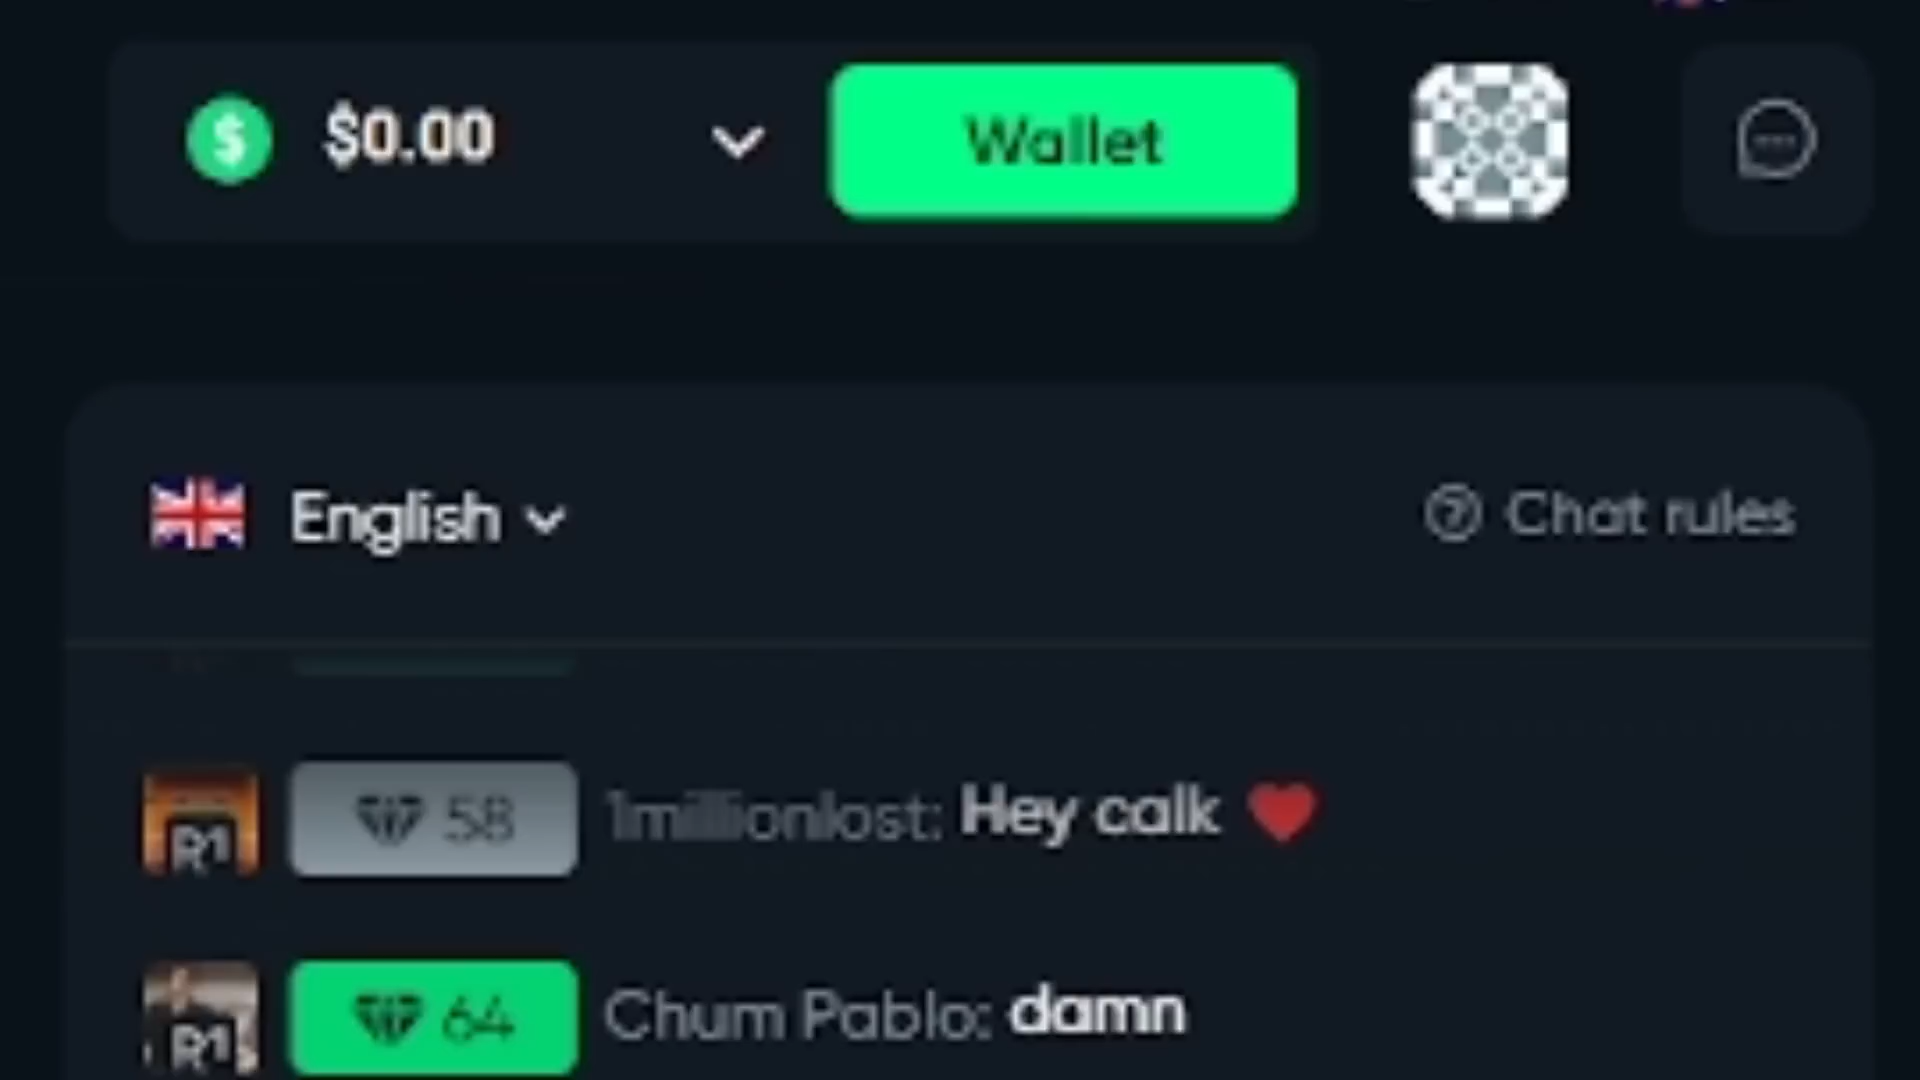 $0.00 Wallet
English Chat rules
R1 58 1millionlost: Hey calk ❤️
R1 64 Chum Pablo: damn